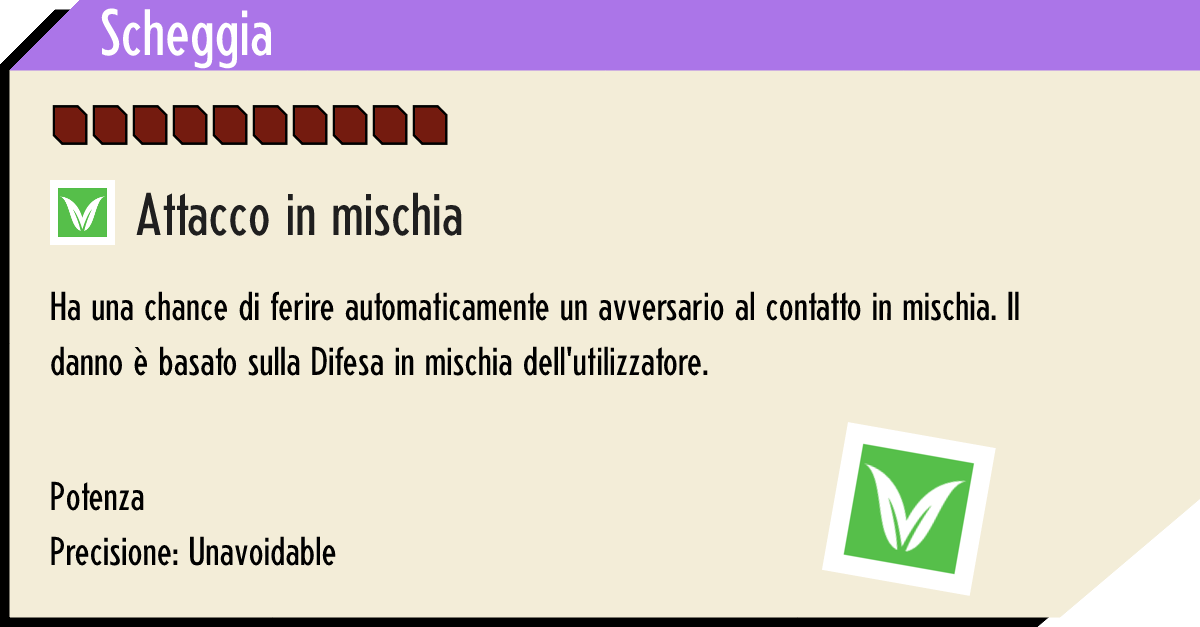 Scheggia
Attacco in mischia
Ha una chance di ferire automaticamente un avversario al contatto in mischia. Il
danno è basato sulla Difesa in mischia dell'utilizzatore.
Potenza
Precisione: Unavoidable